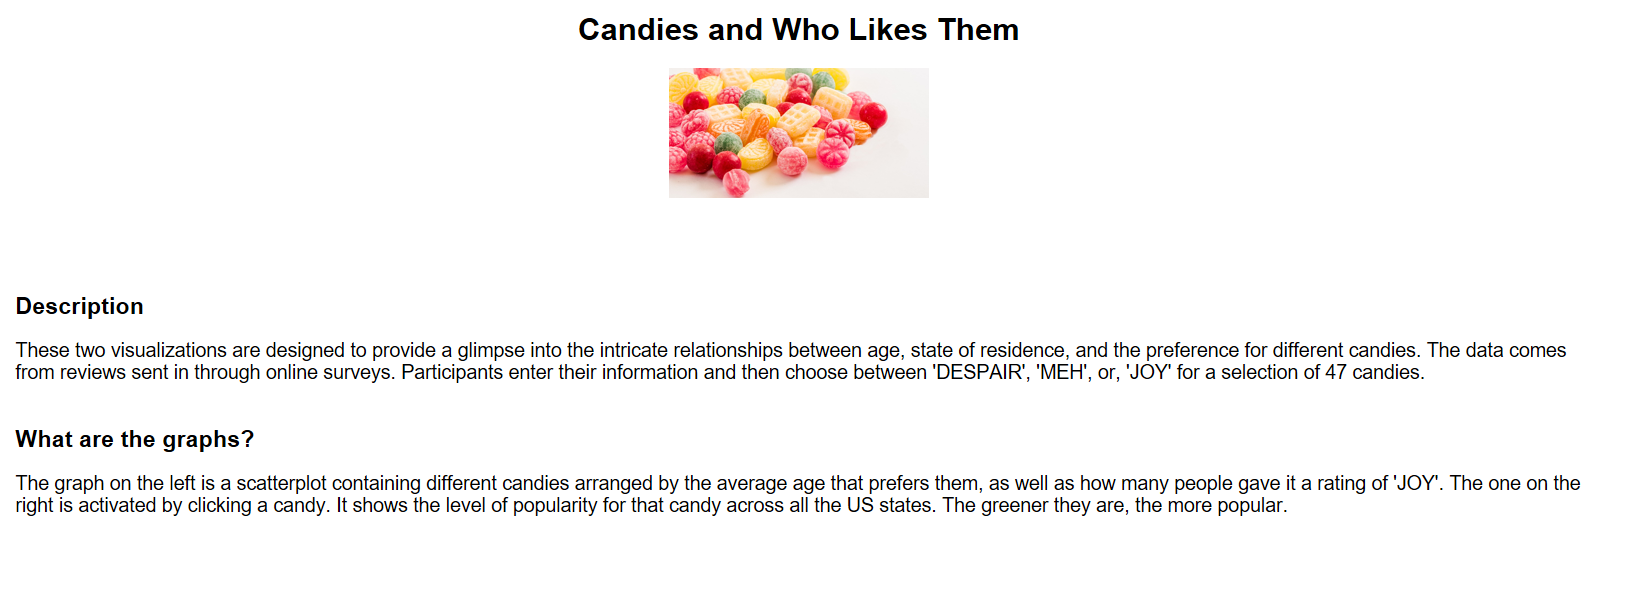 Candies and Who Likes Them
Description
These two visualizations are designed to provide a glimpse into the intricate relationships between age, state of residence, and the preference for different candies. The data comes
from reviews sent in through online surveys. Participants enter their information and then choose between 'DESPAIR', 'MEH', or, 'JOY' for a selection of 47 candies.
What are the graphs?
The graph on the left is a scatterplot containing different candies arranged by the average age that prefers them, as well as how many people gave it a rating of 'JOY'. The one on the
right is activated by clicking a candy. It shows the level of popularity for that candy across all the US states. The greener they are, the more popular.